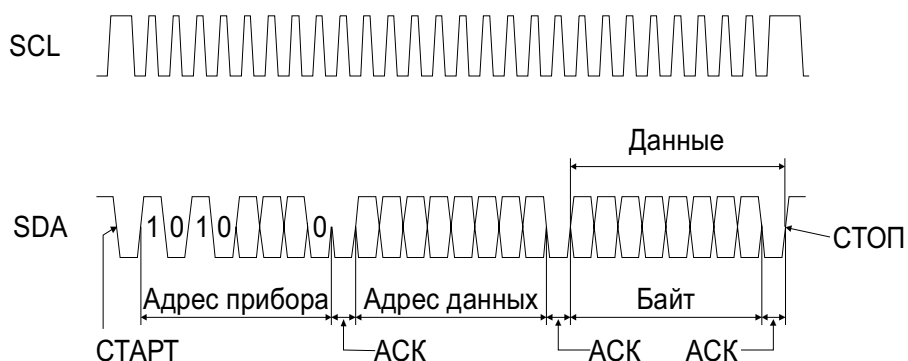 SCL
Данные
SDA
1 0 1 0 0
СТОП
Адрес прибора
Адрес данных
Байт
СТАРТ
АСК
АСК
АСК